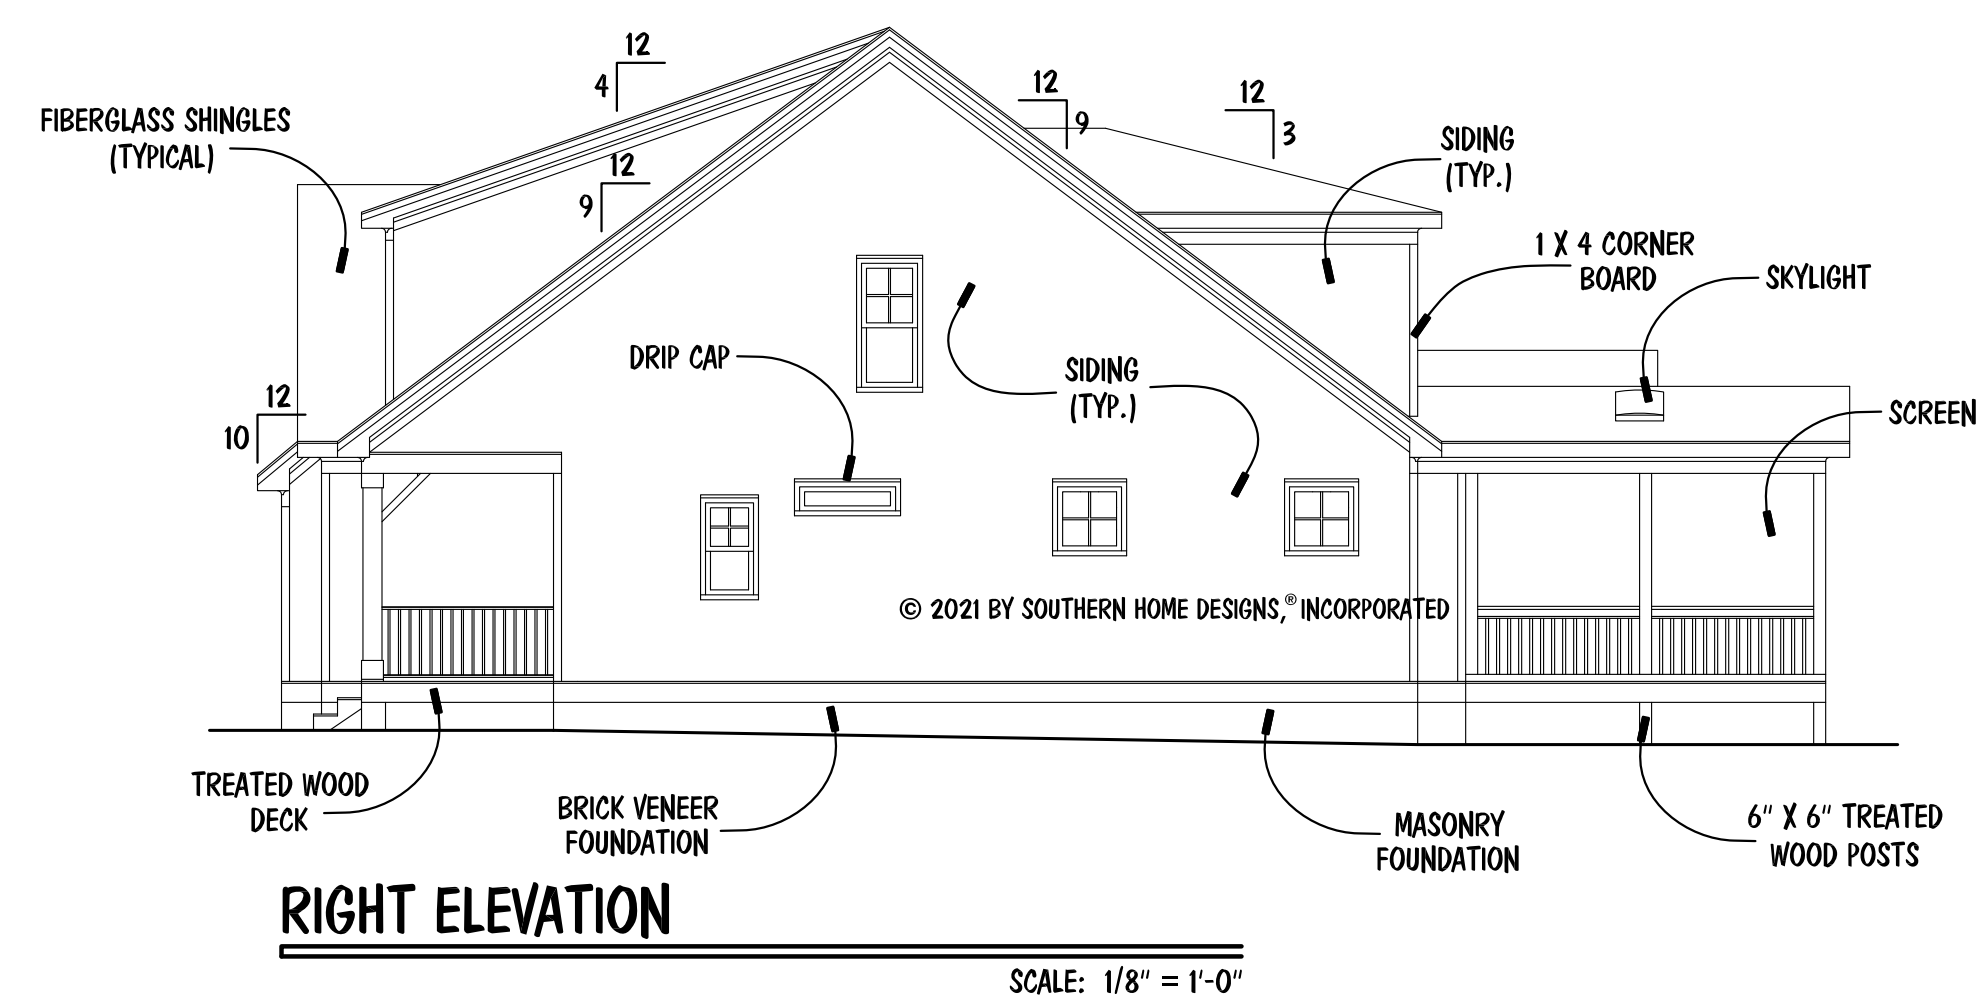 12
4
12
9
12
3
FIBERGLASS SHINGLES
(TYPICAL)
SIDING
(TYP.)
12
9
1 X 4 CORNER
BOARD
SKYLIGHT
DRIP CAP
SIDING
(TYP.)
12
10
SCREEN
© 2021 BY SOUTHERN HOME DESIGNS,® INCORPORATED
TREATED WOOD
DECK
BRICK VENEER
FOUNDATION
MASONRY
FOUNDATION
6" X 6" TREATED
WOOD POSTS
RIGHT ELEVATION
SCALE: 1/8" = 1'-0"